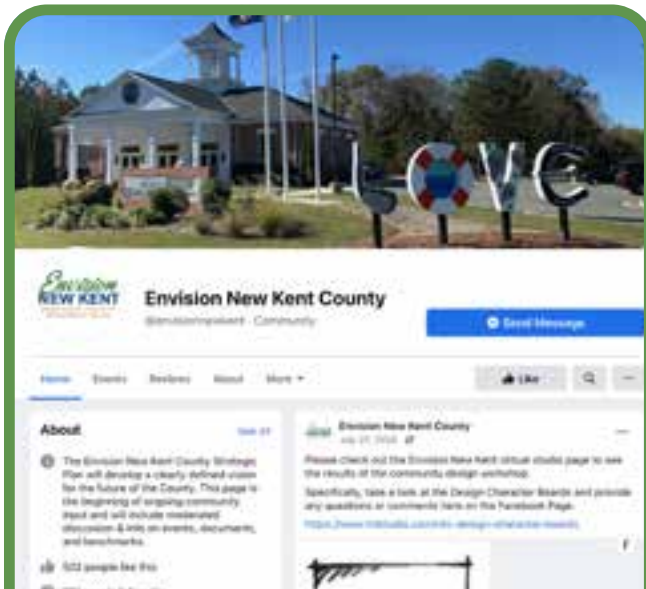 LOVE
Envision
NEW KENT
Envision New Kent County
@envisionnewkent · Community
Send Message
Home Events Reviews About More
Like
About
See All
Envision New Kent County
The Envision New Kent County Strategic
Plan will develop a clearly defined vision
for the future of the County. This page is
the beginning of ongoing community
input and will include moderated
discussion & info on events, documents,
and benchmarks.
people like this
Please check out the Envision New Kent virtual studio page to see
the results of the community design workshop.
Specifically, take a look at the Design Character Boards and provide
any questions or comments here on the Facebook Page.